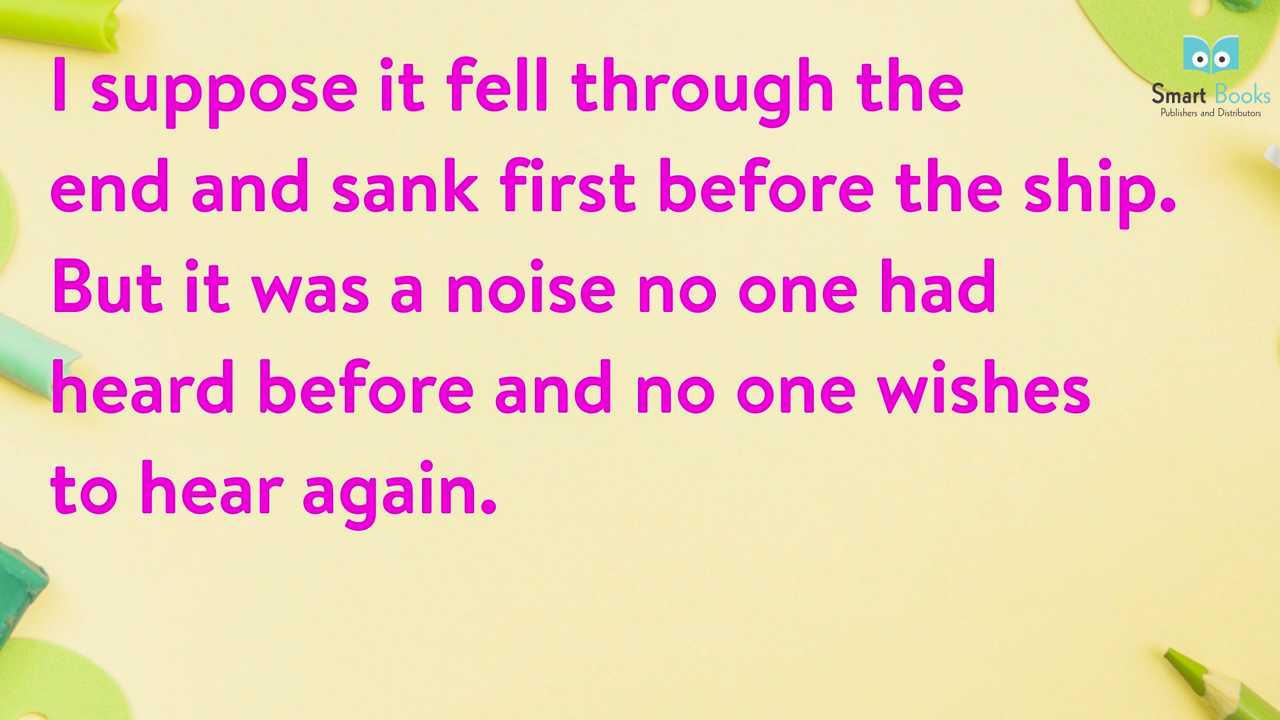 I suppose it fell through the
end and sank first before the ship.
But it was a noise no one had
heard before and no one wishes
to hear again.
Smart Books
Publishers and Distributors